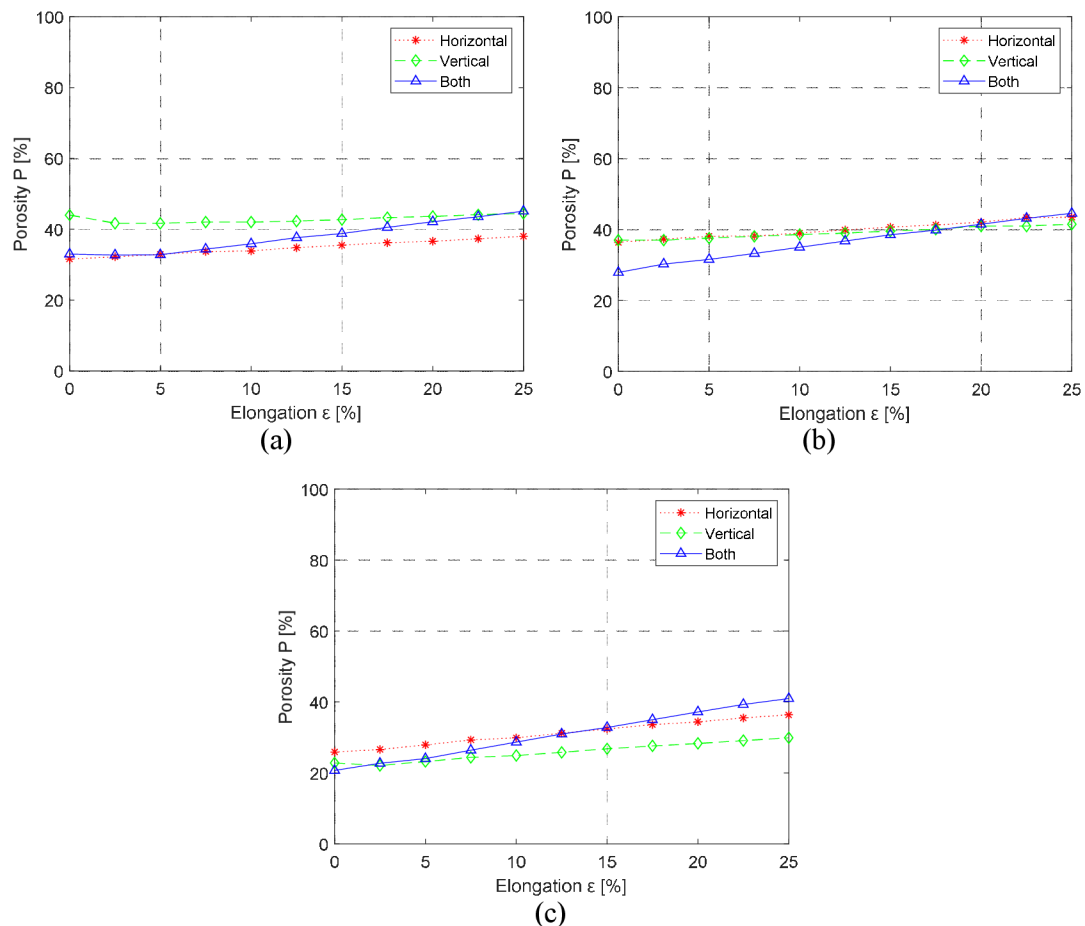 100
80
60
40
20
0
Porosity P [%]
Horizontal
Vertical
Both
0 5 10 15 20 25
Elongation ε [%]
(a)
100
80
60
40
20
0
Porosity P [%]
Horizontal
Vertical
Both
0 5 10 15 20 25
Elongation ε [%]
(b)
100
80
60
40
20
0
Porosity P [%]
Horizontal
Vertical
Both
0 5 10 15 20 25
Elongation ε [%]
(c)